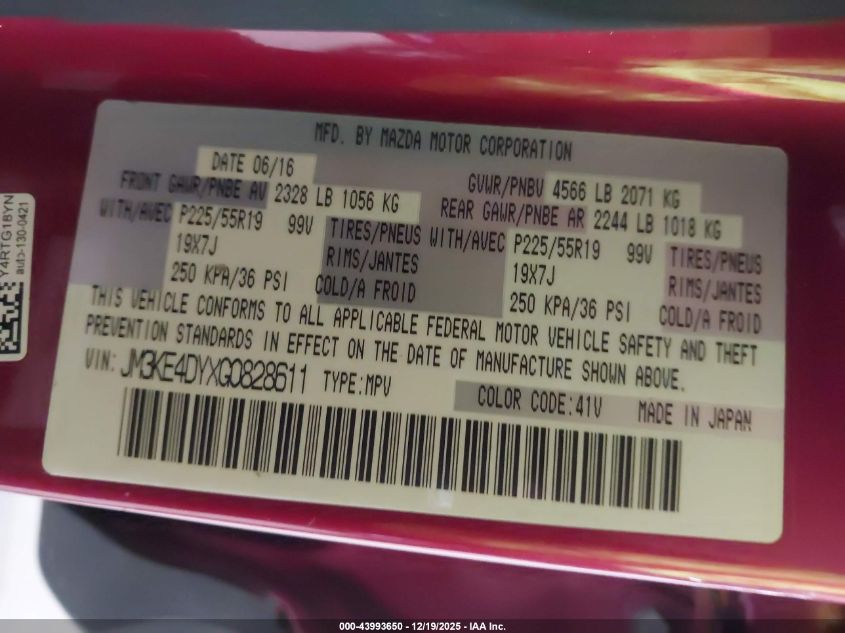 MFD. BY MAZDA MOTOR CORPORATION
DATE 06/16
GVWR/PNBV 4566 LB 2071 KG
FRONT GAWR/PNBE AV 2328 LB 1056 KG
REAR GAWR/PNBE AR 2244 LB 1018 KG
WITH/AVEC P225/55R19 99V TIRES/PNEUS WITH/AVEC P225/55R19 99V TIRES/PNEUS
19X7J RIMS/JANTES 19X7J RIMS/JANTES
250 KPA/36 PSI COLD/A FROID 250 KPA/36 PSI COLD/A FROID
THIS VEHICLE CONFORMS TO ALL APPLICABLE FEDERAL MOTOR VEHICLE SAFETY AND THEFT
PREVENTION STANDARDS IN EFFECT ON THE DATE OF MANUFACTURE SHOWN ABOVE.
VIN: JM3KE4DYXG0828611 TYPE:MPV
COLOR CODE:41V MADE IN JAPAN
Y4RTG18YN
auto-130-0421
000-43993650 - 12/19/2025 - IAA Inc.